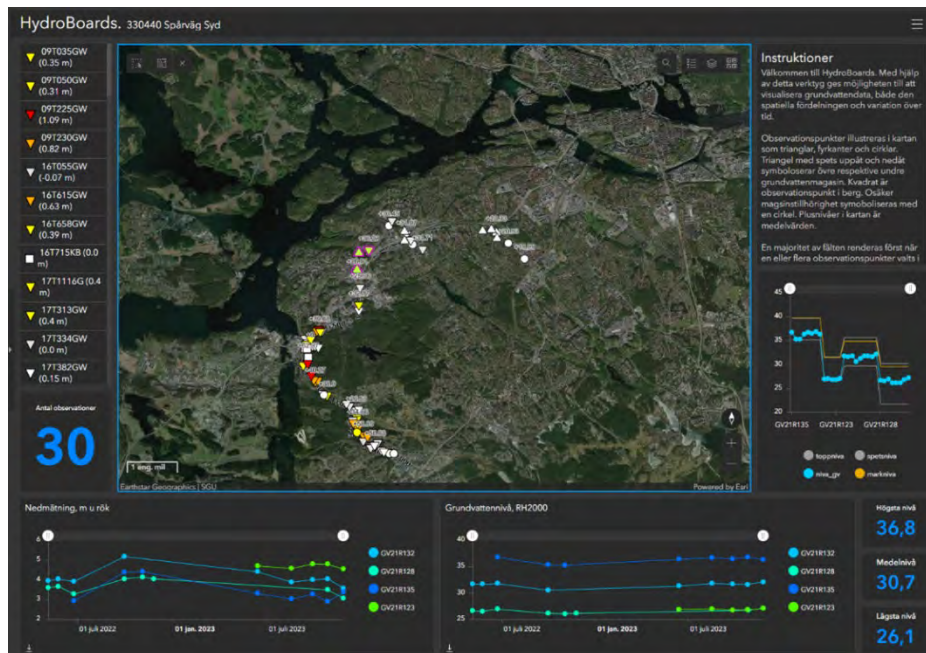 HydroBoards. 330440 Spårväg Syd
09T035GW
(0.35 m)
09T050GW
(0.31 m)
09T225GW
(1.09 m)
09T230GW
(0.82 m)
16T055GW
(-0.07 m)
16T615GW
(0.63 m)
16T658GW
(0.39 m)
16T715KB (0.0
m)
17T1116G (0.4
m)
17T313GW
(0.4 m)
17T334GW
(0.0 m)
17T382GW
(0.15 m)
Antal observationer
30
1 eng. mil
Earthstar Geographics | SGU
Powered by Esri
Instruktioner
Välkommen till HydroBoards. Med hjälp
av detta verktyg ges möjligheten till att
visualisera grundvattendata, både den
spatiella fördelningen och variation över
tid.
Observationpunkter illustreras i kartan
som trianglar, fyrkanter och cirklar.
Triangel med spets uppåt och nedåt
symboloserar övre respektive undre
grundvattenmagasin. Kvadrat är
observationpunkt i berg. Osäker
magsinstillhörighet symboliseras med
en cirkel. Plusnivåer i kartan är
medelvärden.
En majoritet av fälten renderas först när
en eller flera observationpunkter valts i
45
40
35
30
25
20
GV21R135 GV21R123 GV21R128
toppniva spetsniva
niva_gv markniva
Nedmätning, m u rök
6
5
4
3
2
01 juli 2022 01 jan. 2023 01 juli 2023
GV21R132
GV21R128
GV21R135
GV21R123
Grundvattennivå, RH2000
40
35
30
25
01 juli 2022 01 jan. 2023 01 juli 2023
GV21R132
GV21R128
GV21R135
GV21R123
Högsta nivå
36,8
Medelnivå
30,7
Lägsta nivå
26,1